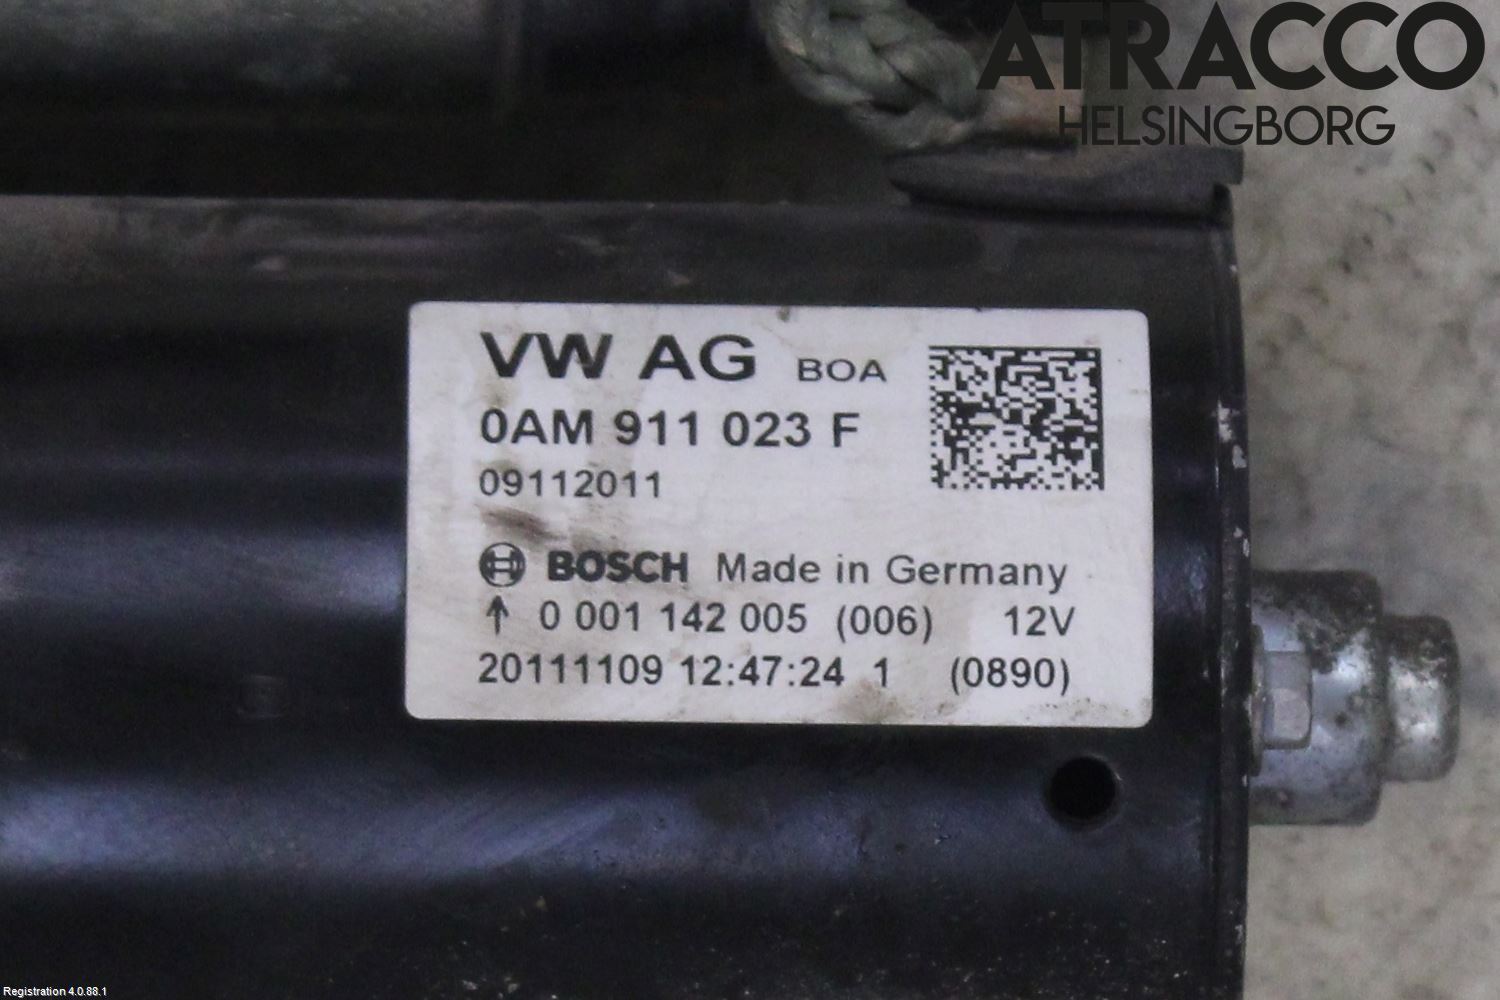 ATRACCO
HELSINGBORG
VW AG BOA
0AM 911 023 F
09112011
BOSCH Made in Germany
↑ 0 001 142 005 (006) 12V
20111109 12:47:24 1 (0890)
Registration 4.0.88.1